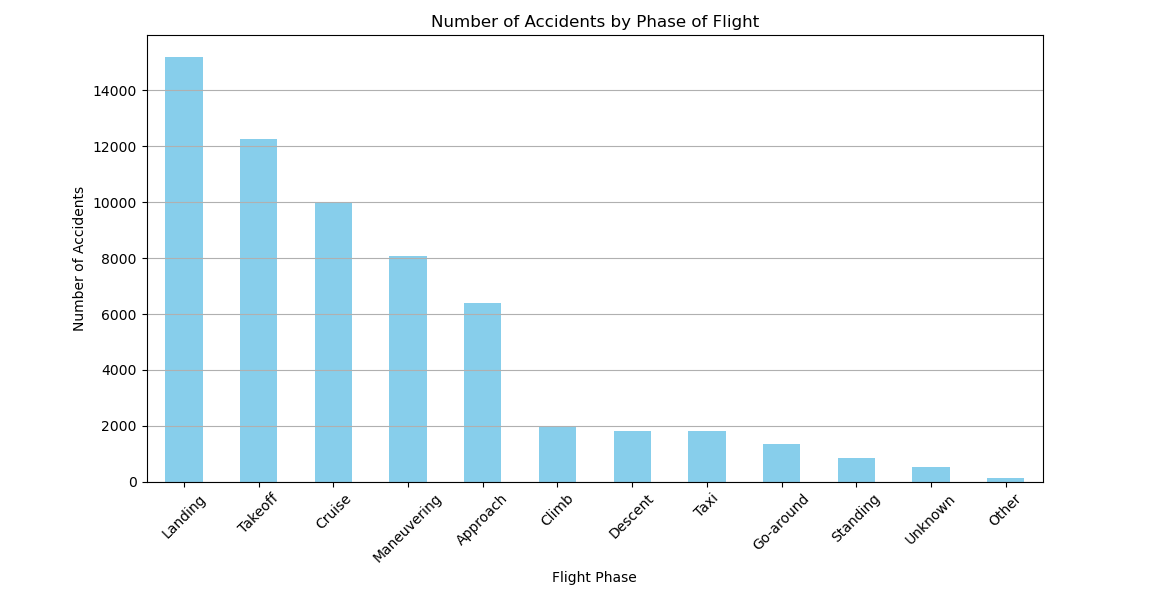 Number of Accidents by Phase of Flight
Number of Accidents
14000
12000
10000
8000
6000
4000
2000
0
Landing
Takeoff
Cruise
Maneuvering
Approach
Climb
Descent
Taxi
Go-around
Standing
Unknown
Other
Flight Phase